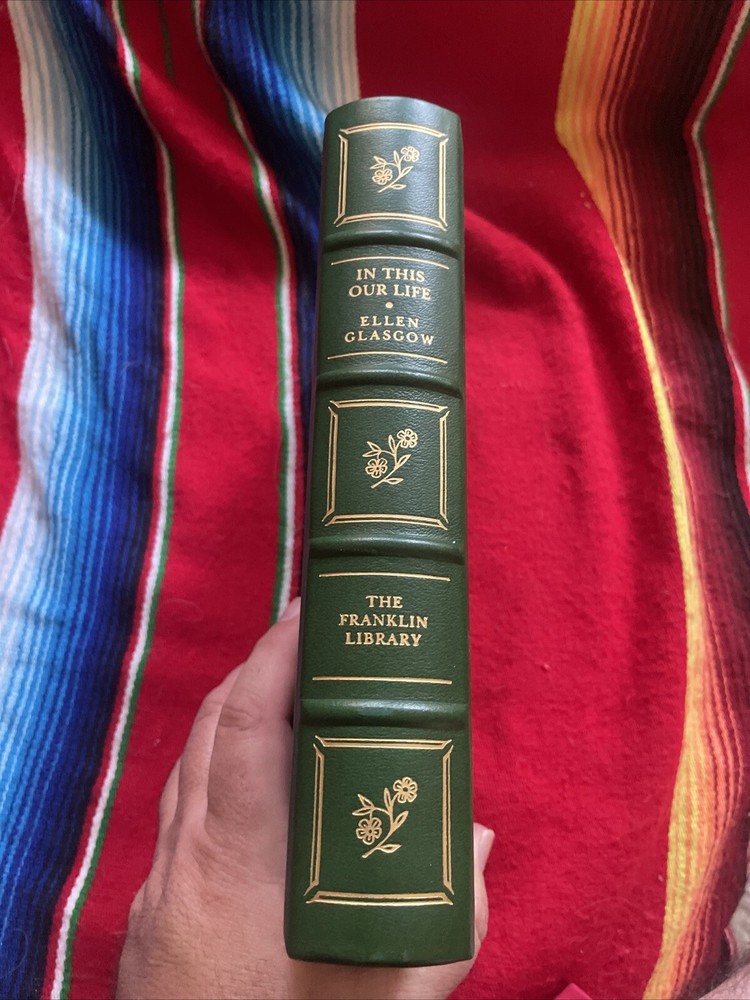 IN THIS
OUR LIFE
•
ELLEN
GLASGOW
THE
FRANKLIN
LIBRARY